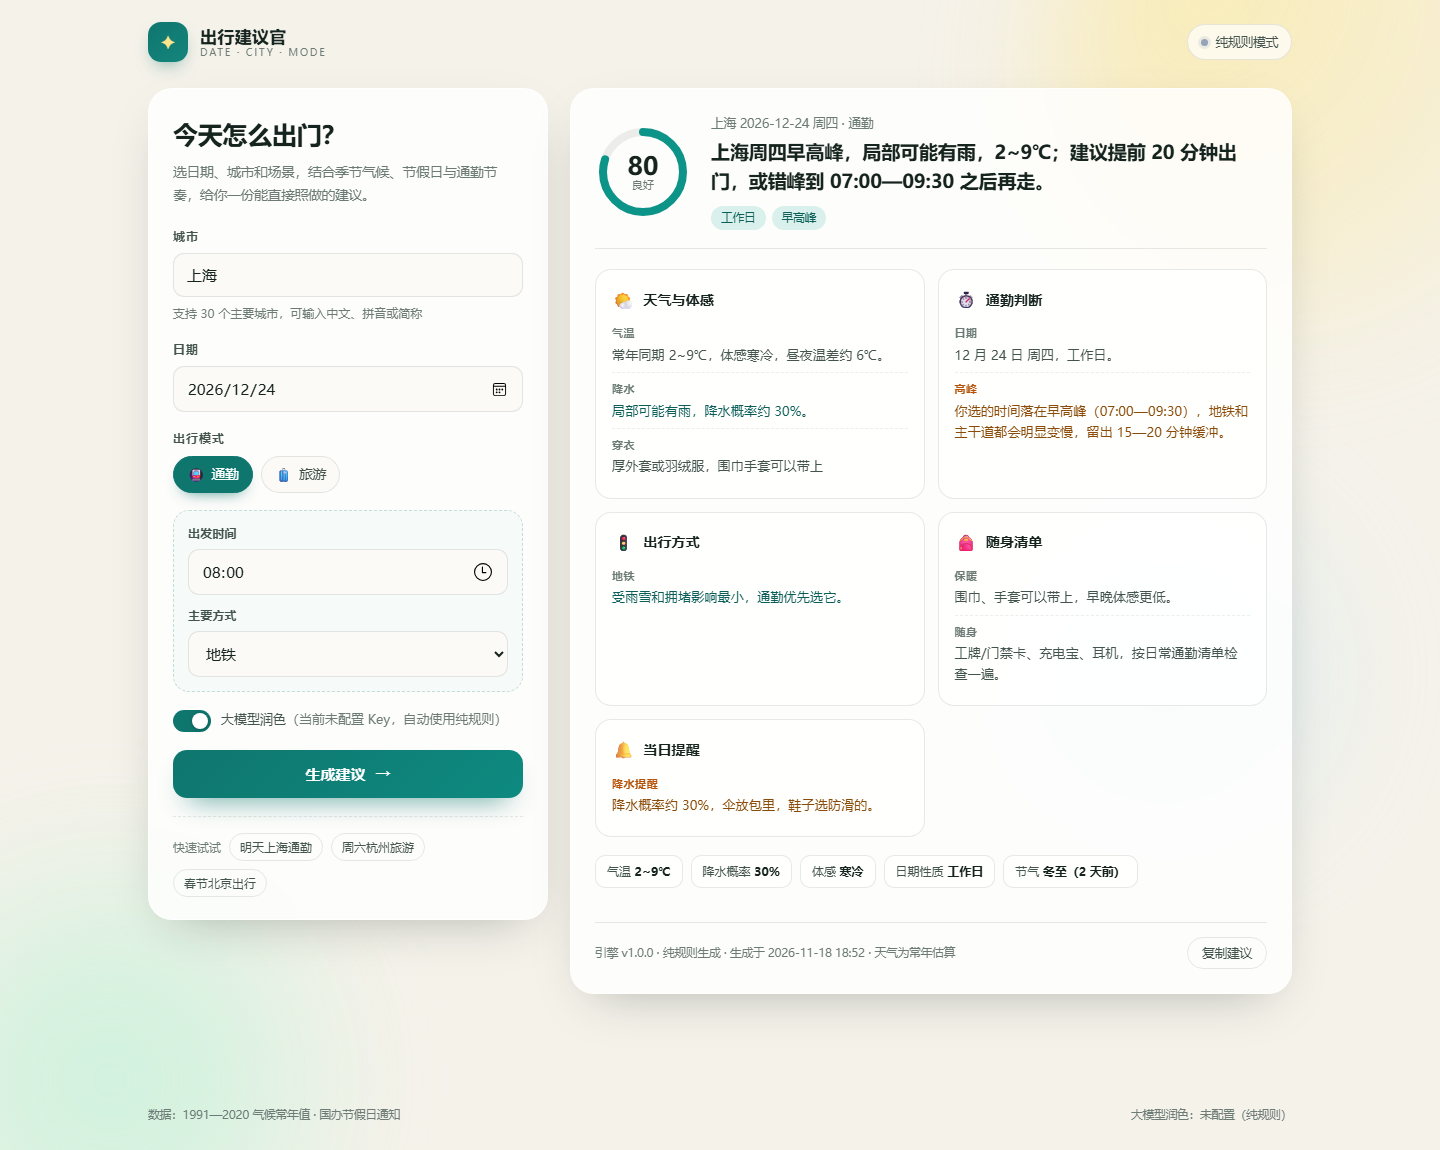 出行建议官
DATE · CITY · MODE
纯规则模式
今天怎么出门？
选日期、城市和场景，结合季节气候、节假日与通勤节
奏，给你一份能直接照做的建议。
城市
上海
支持 30 个主要城市，可输入中文、拼音或简称
日期
2026/12/24
出行模式
通勤
旅游
出发时间
08:00
主要方式
地铁
大模型润色（当前未配置 Key，自动使用纯规则）
生成建议 →
快速试试
明天上海通勤
周六杭州旅游
春节北京出行
80
良好
上海 2026-12-24 周四 · 通勤
上海周四早高峰，局部可能有雨，2~9℃；建议提前 20 分钟出
门，或错峰到 07:00—09:30 之后再走。
工作日
早高峰
天气与体感
气温
常年同期 2~9℃，体感寒冷，昼夜温差约 6℃。
降水
局部可能有雨，降水概率约 30%。
穿衣
厚外套或羽绒服，围巾手套可以带上
通勤判断
日期
12 月 24 日 周四，工作日。
高峰
你选的时间落在早高峰（07:00—09:30），地铁和
主干道都会明显变慢，留出 15—20 分钟缓冲。
出行方式
地铁
受雨雪和拥堵影响最小，通勤优先选它。
随身清单
保暖
围巾、手套可以带上，早晚体感更低。
随身
工牌/门禁卡、充电宝、耳机，按日常通勤清单检
查一遍。
当日提醒
降水提醒
降水概率约 30%，伞放包里，鞋子选防滑的。
气温 2~9℃
降水概率 30%
体感 寒冷
日期性质 工作日
节气 冬至（2 天前）
引擎 v1.0.0 · 纯规则生成 · 生成于 2026-11-18 18:52 · 天气为常年估算
复制建议
数据：1991—2020 气候常年值 · 国办节假日通知
大模型润色：未配置（纯规则）